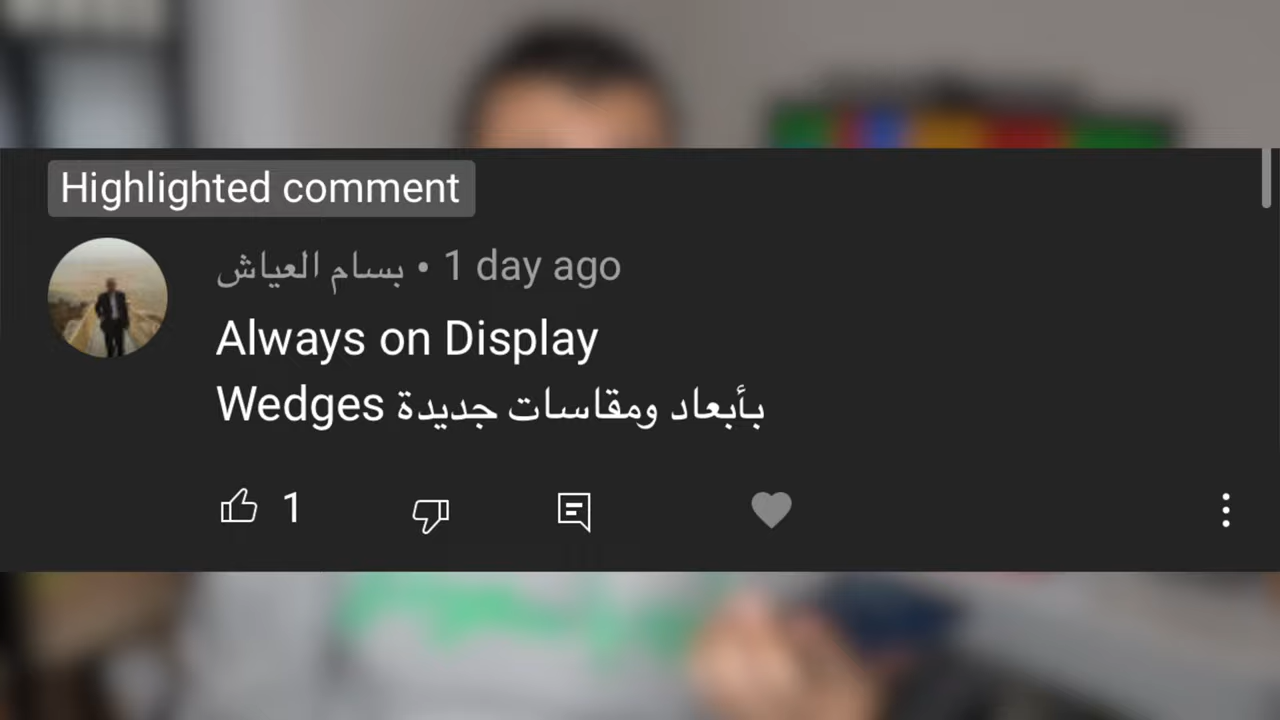 Highlighted comment
بسام العياش • 1 day ago
Always on Display
Wedges بأبعاد ومقاسات جديدة
1